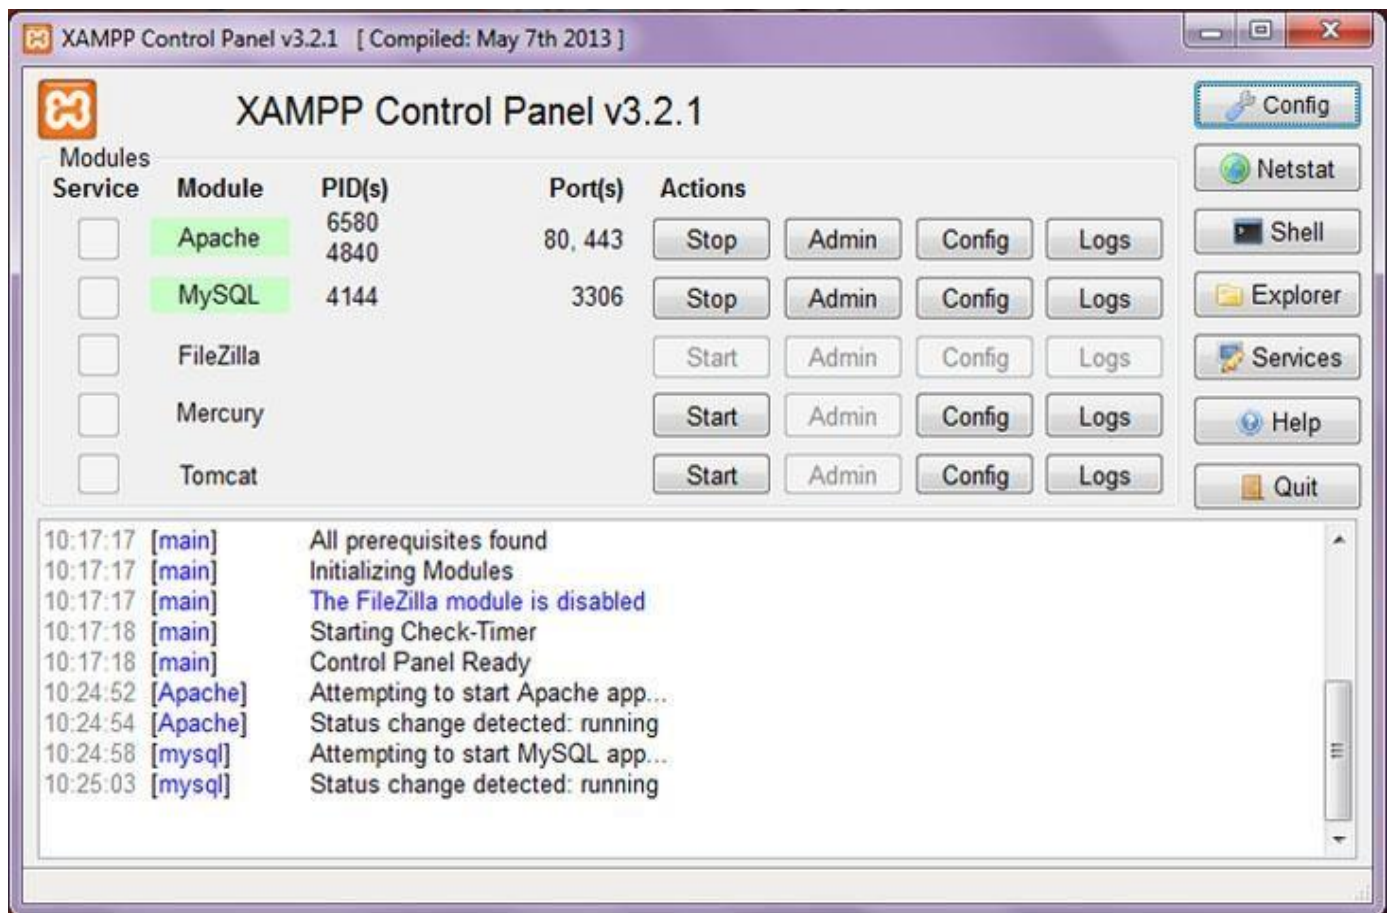 XAMPP Control Panel v3.2.1 [ Compiled: May 7th 2013 ]
XAMPP Control Panel v3.2.1
Config
Modules
Service Module PID(s) Port(s) Actions
Netstat
Apache 6580 4840 80, 443 Stop Admin Config Logs
Shell
MySQL 4144 3306 Stop Admin Config Logs
Explorer
FileZilla Start Admin Config Logs
Services
Mercury Start Admin Config Logs
Help
Tomcat Start Admin Config Logs
Quit
10:17:17 [main] All prerequisites found
10:17:17 [main] Initializing Modules
10:17:17 [main] The FileZilla module is disabled
10:17:18 [main] Starting Check-Timer
10:17:18 [main] Control Panel Ready
10:24:52 [Apache] Attempting to start Apache app...
10:24:54 [Apache] Status change detected: running
10:24:58 [mysql] Attempting to start MySQL app...
10:25:03 [mysql] Status change detected: running